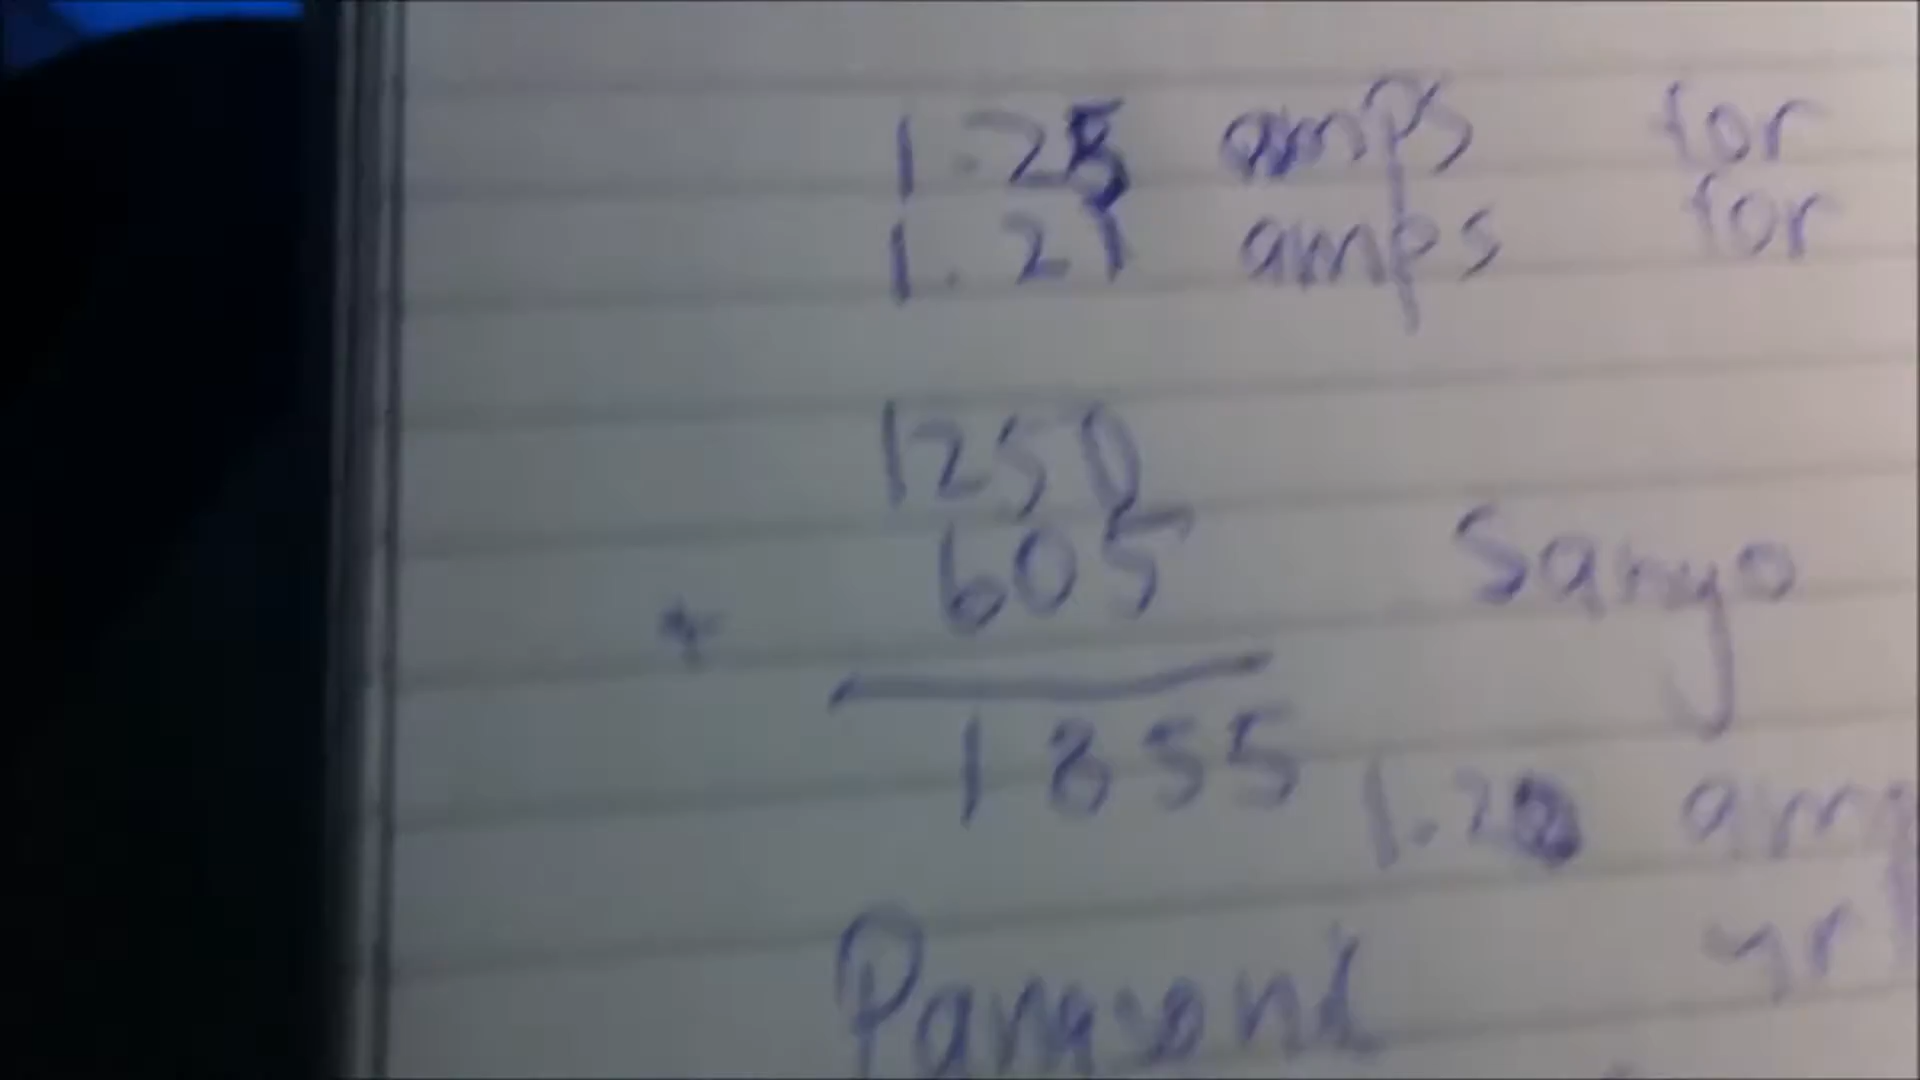 1.25 amps for
1.21 amps for
1250
+ 605 Sanyo
1855
1.20 amp
Panasonic